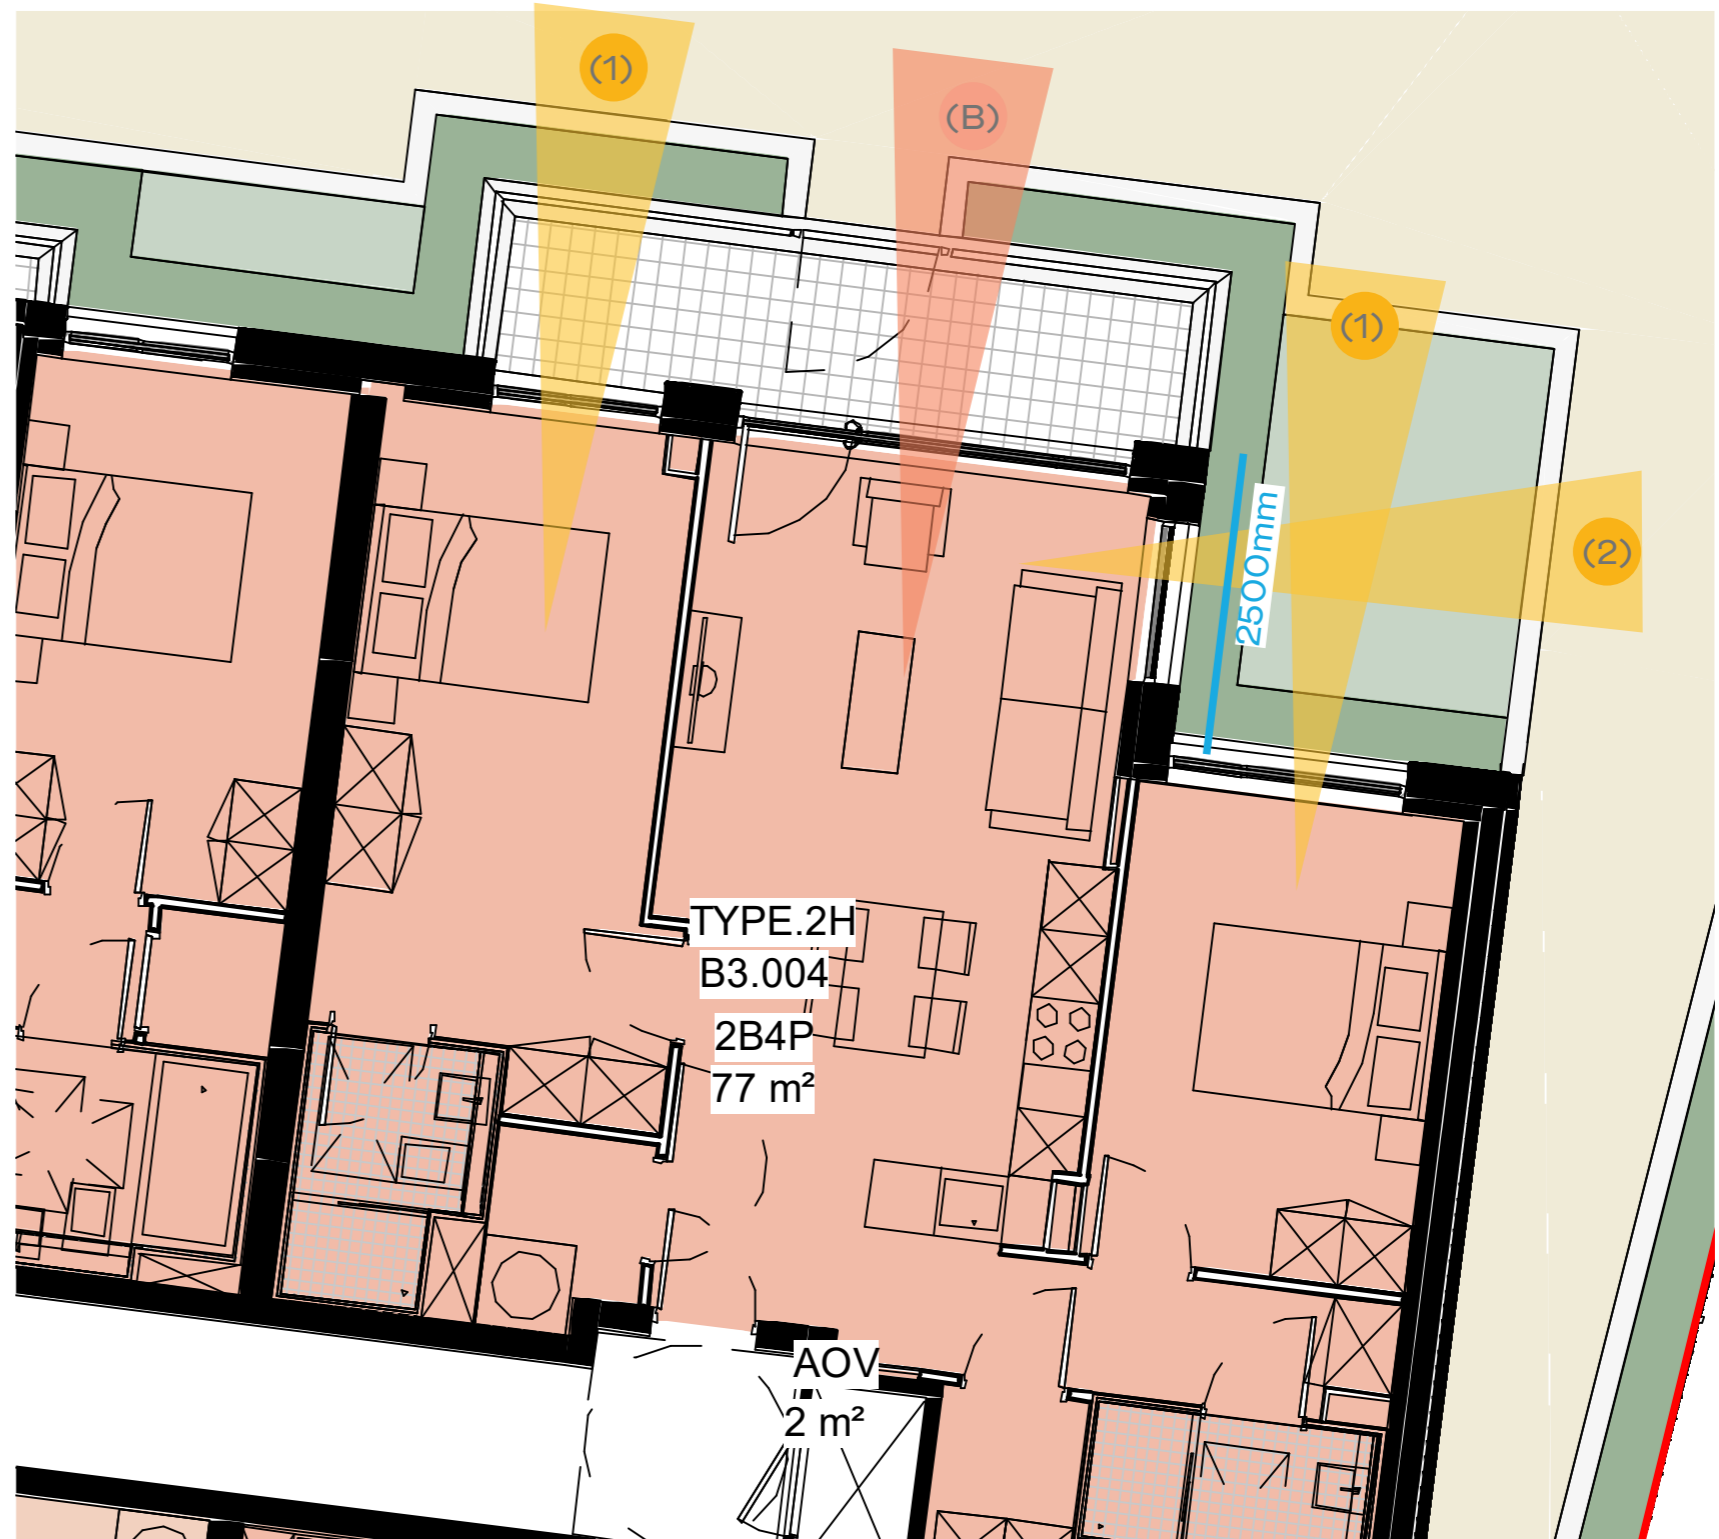 (1)
(B)
(1)
(2)
2500mm
TYPE.2H
B3.004
2B4P
77 m²
AOV
2 m²